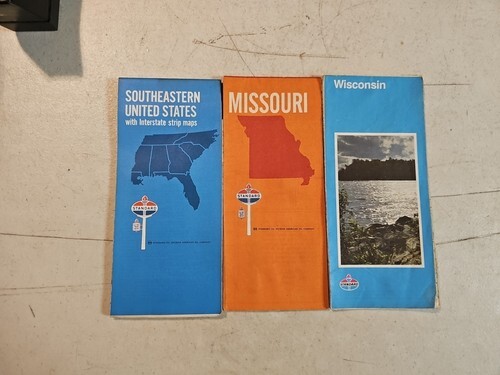 SOUTHEASTERN
UNITED STATES
with Interstate strip maps
STANDARD
MISSOURI
STANDARD
Wisconsin
STANDARD